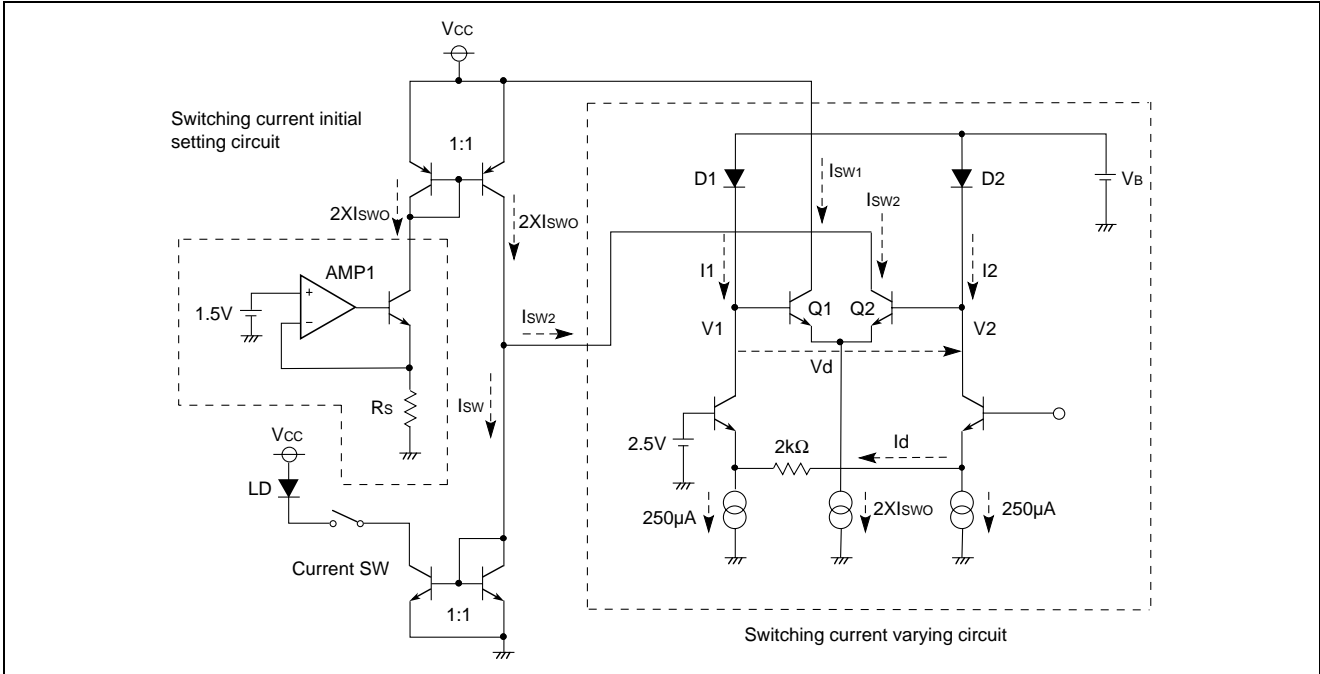 VCC
Switching current initial
setting circuit
1:1
D1
ISW1
D2
VB
2XISWO
2XISWO
ISW2
I1
I2
AMP1
+
−
1.5V
Q1
Q2
ISW2
V1
V2
Vd
RS
ISW
VCC
2.5V
2kΩ
Id
LD
250µA
2XISWO
250µA
Current SW
1:1
Switching current varying circuit